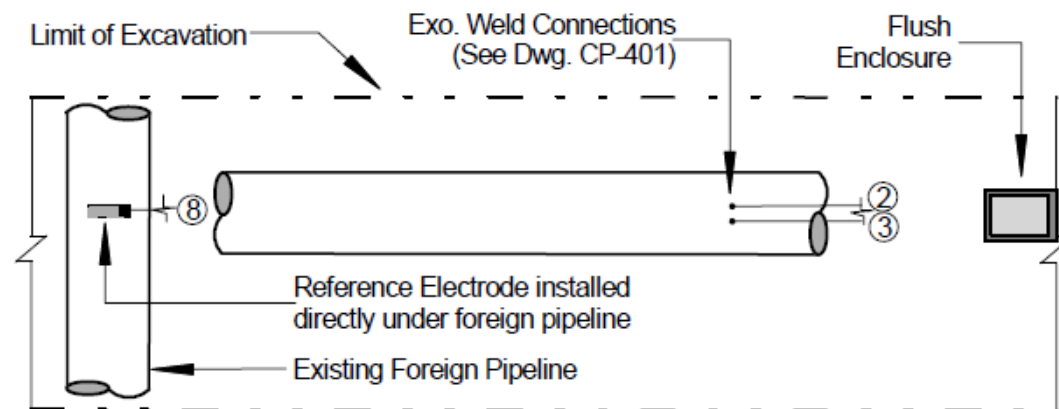 Limit of Excavation
Exo. Weld Connections
(See Dwg. CP-401)
Flush
Enclosure
8
2
3
Reference Electrode installed
directly under foreign pipeline
Existing Foreign Pipeline